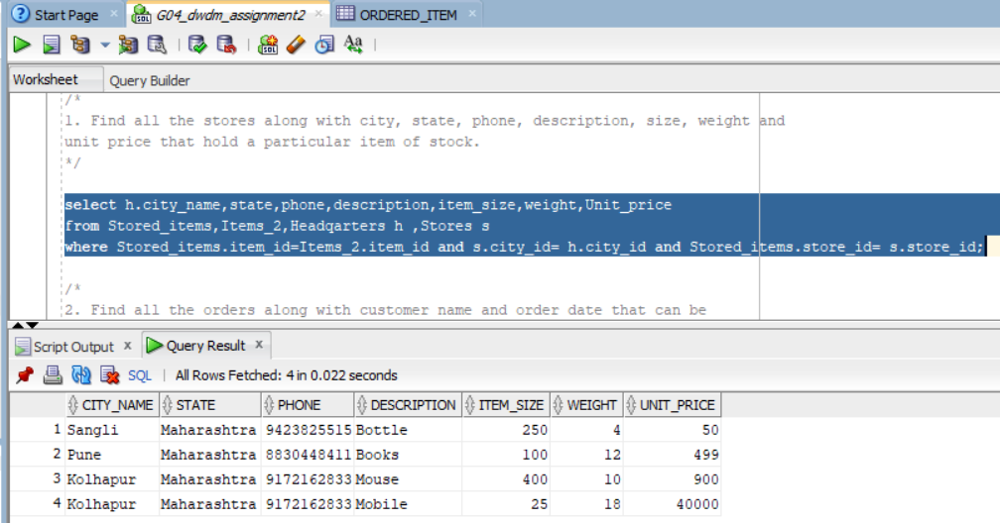 Start Page × G04_dwdm_assignment2 × ORDERED_ITEM ×
Worksheet Query Builder
/*
1. Find all the stores along with city, state, phone, description, size, weight and
unit price that hold a particular item of stock.
*/
select h.city_name,state,phone,description,item_size,weight,Unit_price
from Stored_items,Items_2,Headqarters h ,Stores s
where Stored_items.item_id=Items_2.item_id and s.city_id= h.city_id and Stored_items.store_id= s.store_id;
/*
2. Find all the orders along with customer name and order date that can be
Script Output × Query Result ×
SQL | All Rows Fetched: 4 in 0.022 seconds
CITY_NAME STATE PHONE DESCRIPTION ITEM_SIZE WEIGHT UNIT_PRICE
1 Sangli Maharashtra 9423825515 Bottle 250 4 50
2 Pune Maharashtra 8830448411 Books 100 12 499
3 Kolhapur Maharashtra 9172162833 Mouse 400 10 900
4 Kolhapur Maharashtra 9172162833 Mobile 25 18 40000